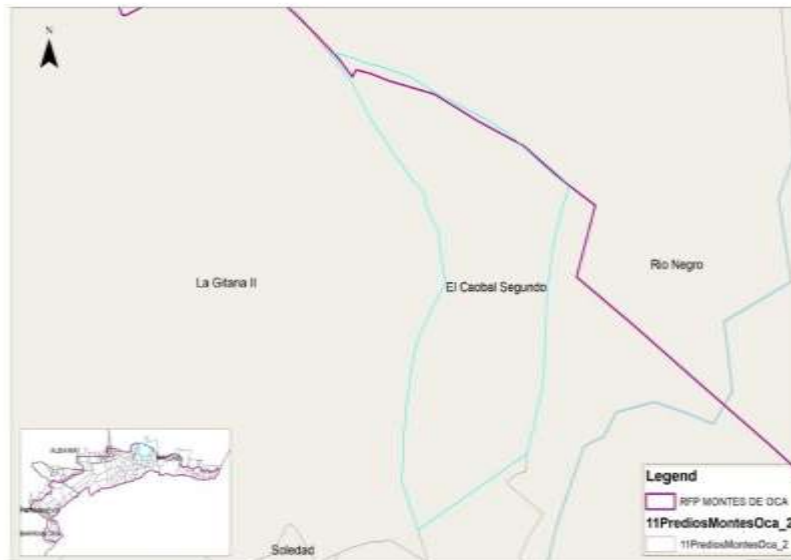 N
La Gitana II
El Caobal Segundo
Rio Negro
Soledad
Legend
RFP MONTES DE OCA
11PrediosMontesOca_2
11PrediosMontesOca_2